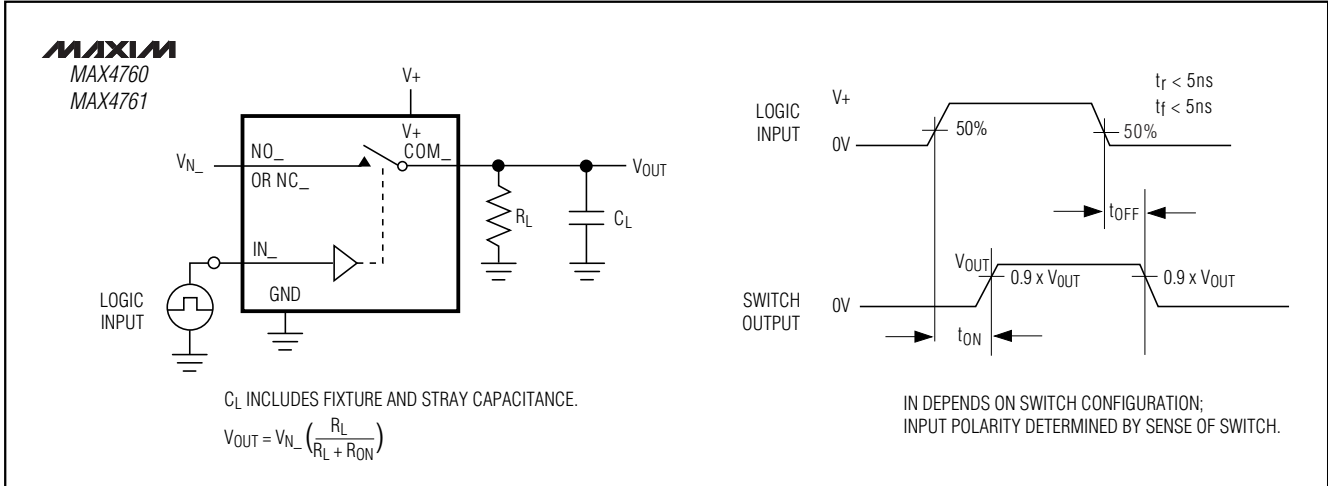 MAXIM
MAX4760
MAX4761
V+
V+
NO_
COM_
V_N_
OR NC_
V_OUT
R_L
C_L
IN_
LOGIC
INPUT
GND
C_L INCLUDES FIXTURE AND STRAY CAPACITANCE.
V_OUT = V_N_ (R_L / R_L + R_ON)
t_r < 5ns
t_f < 5ns
LOGIC
INPUT
V+
0V
50%
50%
t_OFF
V_OUT
0.9 x V_OUT
0.9 x V_OUT
SWITCH
OUTPUT
0V
t_ON
IN DEPENDS ON SWITCH CONFIGURATION;
INPUT POLARITY DETERMINED BY SENSE OF SWITCH.